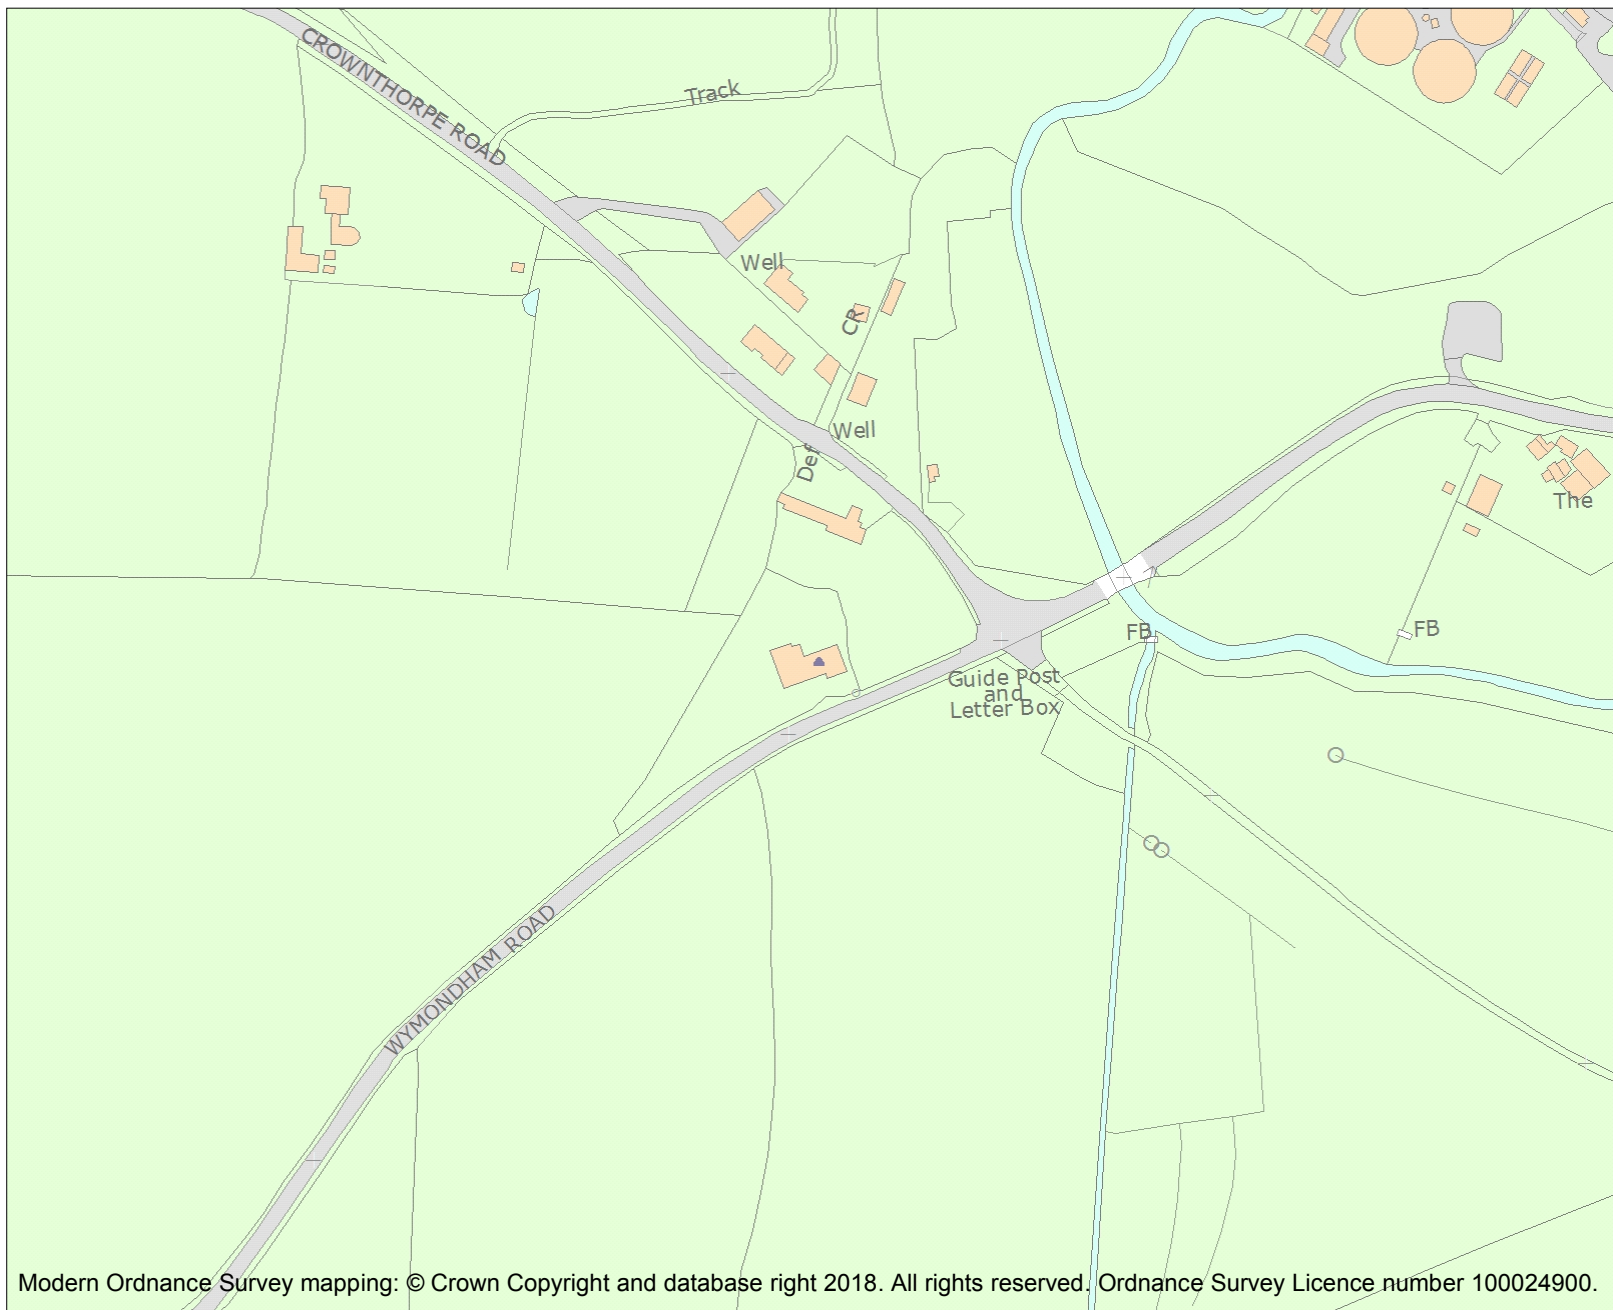 CROWNTHORPE ROAD
Track
Well
CR
Well
Def
The
FB
FB
Guide Post
and
Letter Box
WYMONDHAM ROAD
Modern Ordnance Survey mapping: © Crown Copyright and database right 2018. All rights reserved. Ordnance Survey Licence number 100024900.